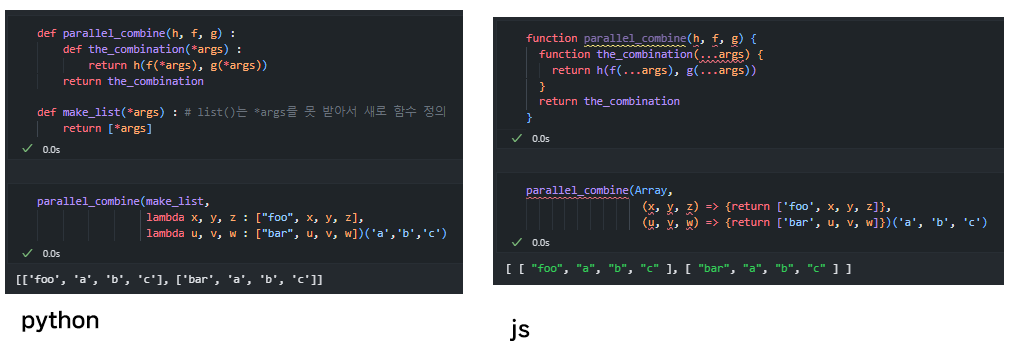 def parallel_combine(h, f, g) :
    def the_combination(*args) :
        return h(f(*args), g(*args))
    return the_combination

def make_list(*args) : # list()는 *args를 못 받아서 새로 함수 정의
    return [*args]
0.0s
parallel_combine(make_list,
                lambda x, y, z : ["foo", x, y, z],
                lambda u, v, w : ["bar", u, v, w])('a','b','c')
0.0s
[['foo', 'a', 'b', 'c'], ['bar', 'a', 'b', 'c']]
python
function parallel_combine(h, f, g) {
  function the_combination(...args) {
    return h(f(...args), g(...args))
  }
  return the_combination
}
0.0s
parallel_combine(Array,
                 (x, y, z) => {return ['foo', x, y, z]},
                 (u, v, w) => {return ['bar', u, v, w]})('a', 'b', 'c')
0.0s
[ [ "foo", "a", "b", "c" ], [ "bar", "a", "b", "c" ] ]
js